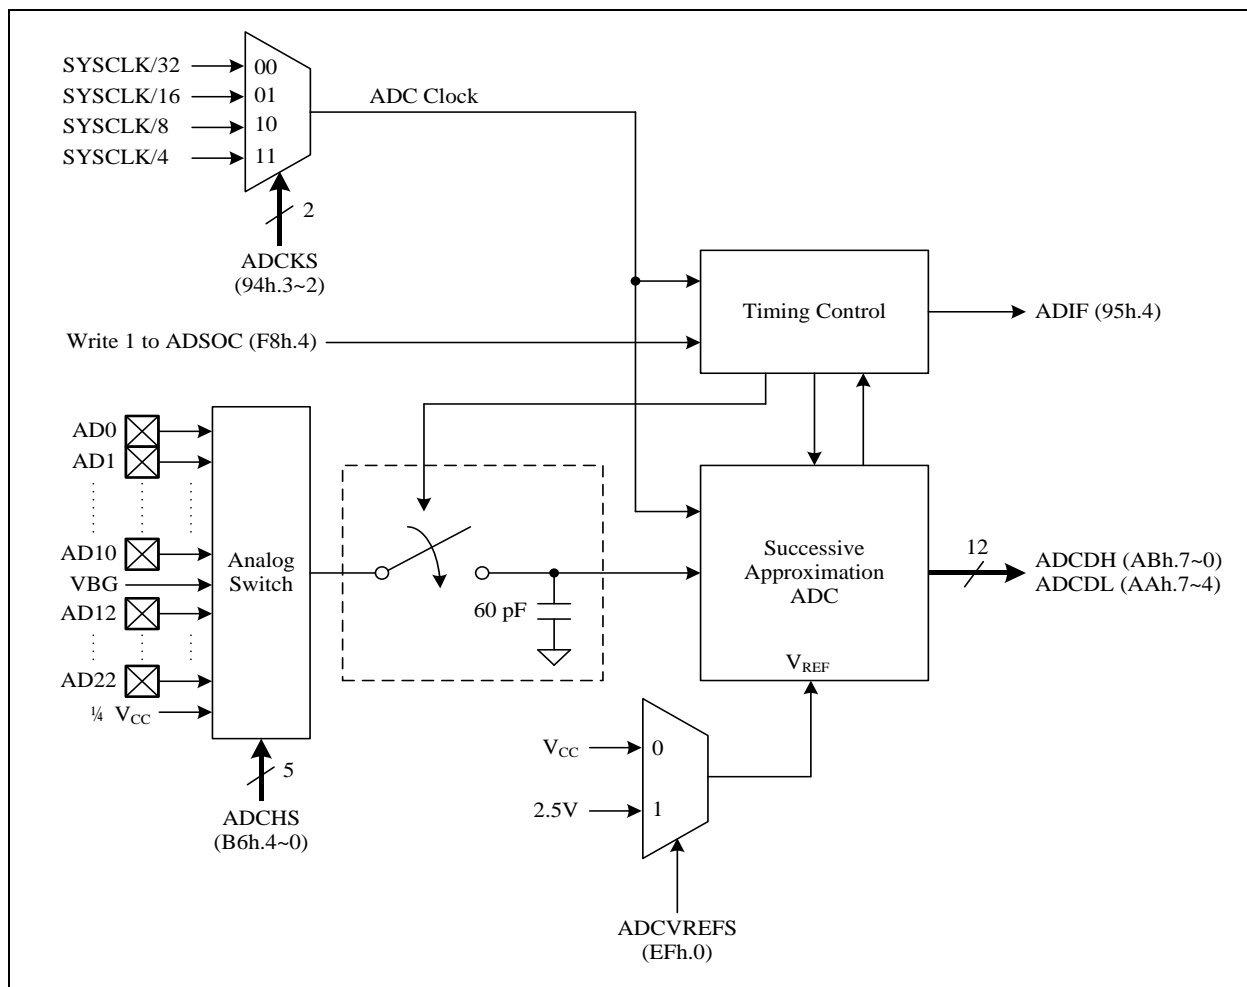 SYSCLK/32
00
SYSCLK/16
01
ADC Clock
SYSCLK/8
10
SYSCLK/4
11
2
ADCKS
(94h.3~2)
Timing Control
ADIF (95h.4)
Write 1 to ADSOC (F8h.4)
AD0
AD1
AD10
VBG
AD12
AD22
¼ VCC
Analog
Switch
5
ADCHS
(B6h.4~0)
60 pF
Successive
Approximation
ADC
VREF
12
ADCDH (ABh.7~0)
ADCDL (AAh.7~4)
VCC
0
2.5V
1
ADCVREFS
(EFh.0)